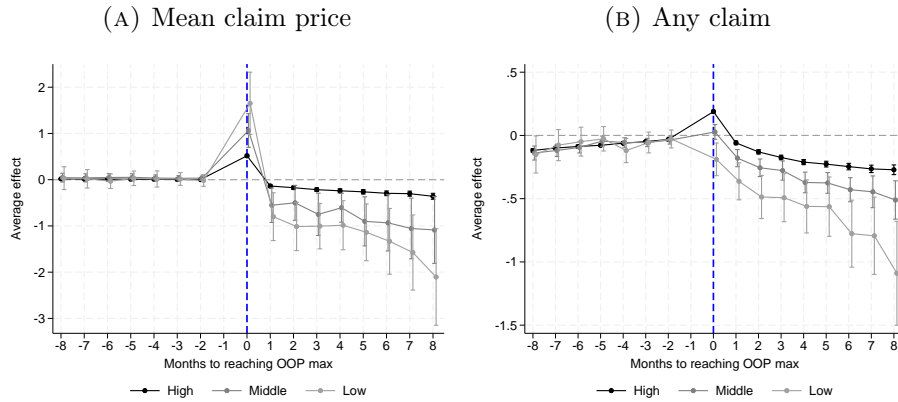 (A) Mean claim price
(B) Any claim
Average effect
2
1
0
-1
-2
-3
-8 -7 -6 -5 -4 -3 -2 -1 0 1 2 3 4 5 6 7 8
Months to reaching OOP max
High Middle Low
Average effect
.5
0
-.5
-1
-1.5
-8 -7 -6 -5 -4 -3 -2 -1 0 1 2 3 4 5 6 7 8
Months to reaching OOP max
High Middle Low